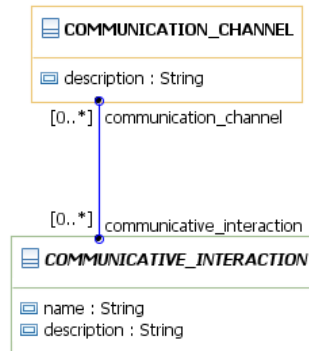 COMMUNICATION_CHANNEL
description : String
[0..*] communication_channel
[0..*] communicative_interaction
COMMUNICATIVE_INTERACTION
name : String
description : String